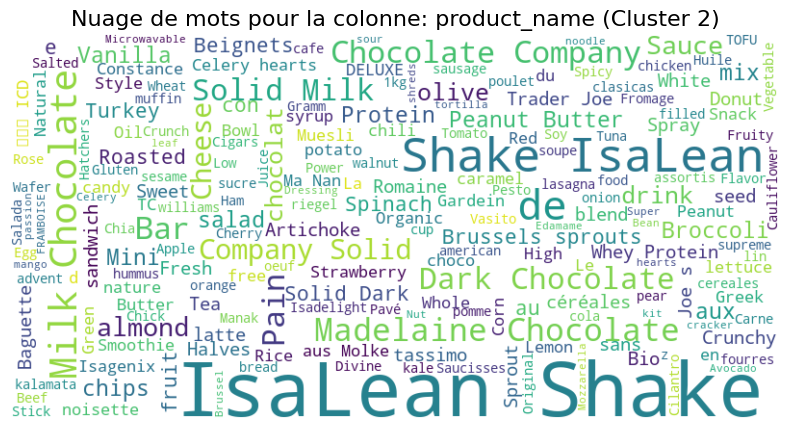 Nuage de mots pour la colonne: product_name (Cluster 2)
Microwavable cafe sour noodle TOFU
e Salted Vanilla Beignets Chocolate Company Sauce
Constance Celery hearts sausage Spicy chicken Huile
Natural Style Wheat muffin Solid Milk DELUXE 1kg poulet du clasicas mix Vegetable
ICD Turkey con Gramm syrup shreds olive Trader Joe Fromage White Donut
Hatchers Oil Crunch Bowl Protein Peanut Butter filled Snack
Rose leaf Cigars Muesli chili tortilla Tomato Soy Red Tuna Spray Fruity
Milk Chocolate Roasted Cheese chocolat Juice potato walnut Shake IsaLean
Wafer Gluten sesame Low Power soupe lasagna food assortis Flavor Cauliflower
candy Sweet sucre Ma Nan La Romaine caramel Pesto drink seed
Celery TC williams Ham Dressing riegel Spinach Gardein de onion Super Peanut
Salada passion FRAMBOISE sandwich Chia Bar salad Organic Vasito blend Bean Broccoli
Egg Apple Cherry Artichoke cup Edamame Brussels sprouts supreme
mango Mini Company Solid choco american High Whey Protein lin
advent d hummus Fresh free oeuf Strawberry Le hearts lettuce
nature orange Pain Solid Dark Dark Chocolate Joe s cereales
Green Butter Chick Tea Manak Isadelight Pavé Whole pomme Nut Corn au céréales pear kit aux Greek
Baguette almond Madelaine Chocolate cola cracker Carne
Smoothie latte Rice aus Molke tassimo Lemon sans Crunchy
kalamata Isagenix Halves bread Divine kale Saucisses Sprout Original Bio z en fourres
Beef chips fruit Brussel IsaLean Shake Mozzarella Cilantro Avocado
Stick noisette